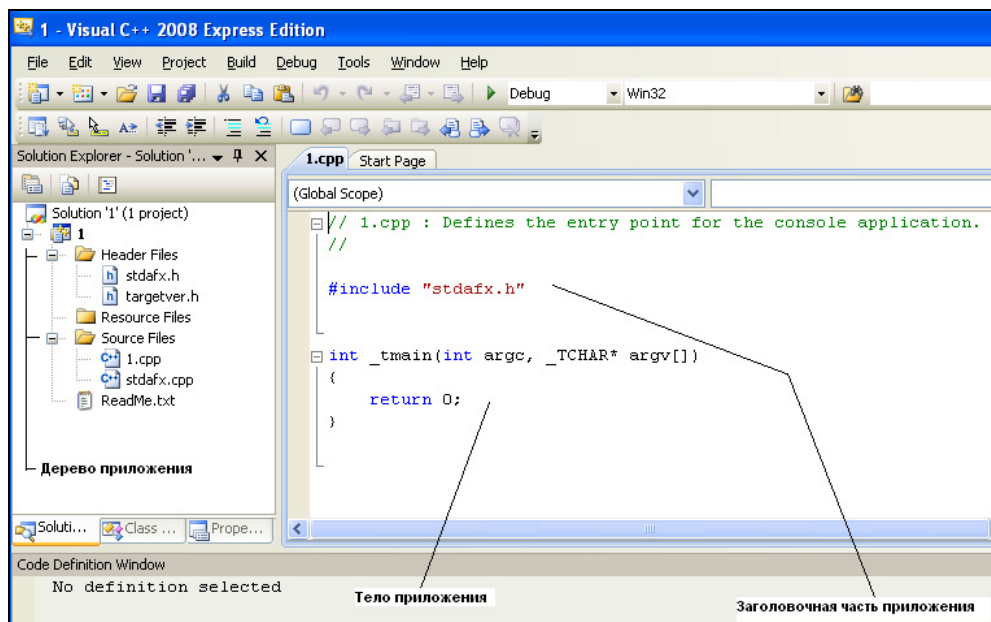 1 - Visual C++ 2008 Express Edition
File Edit View Project Build Debug Tools Window Help
Debug Win32
Solution Explorer - Solution '...
1.cpp Start Page
(Global Scope)
Solution '1' (1 project)
1
Header Files
stdafx.h
targetver.h
Resource Files
Source Files
1.cpp
stdafx.cpp
ReadMe.txt
Дерево приложения
// 1.cpp : Defines the entry point for the console application.
//
#include "stdafx.h"
int _tmain(int argc, _TCHAR* argv[])
{
return 0;
}
Soluti... Class ... Prope...
Code Definition Window
No definition selected
Тело приложения
Заголовочная часть приложения